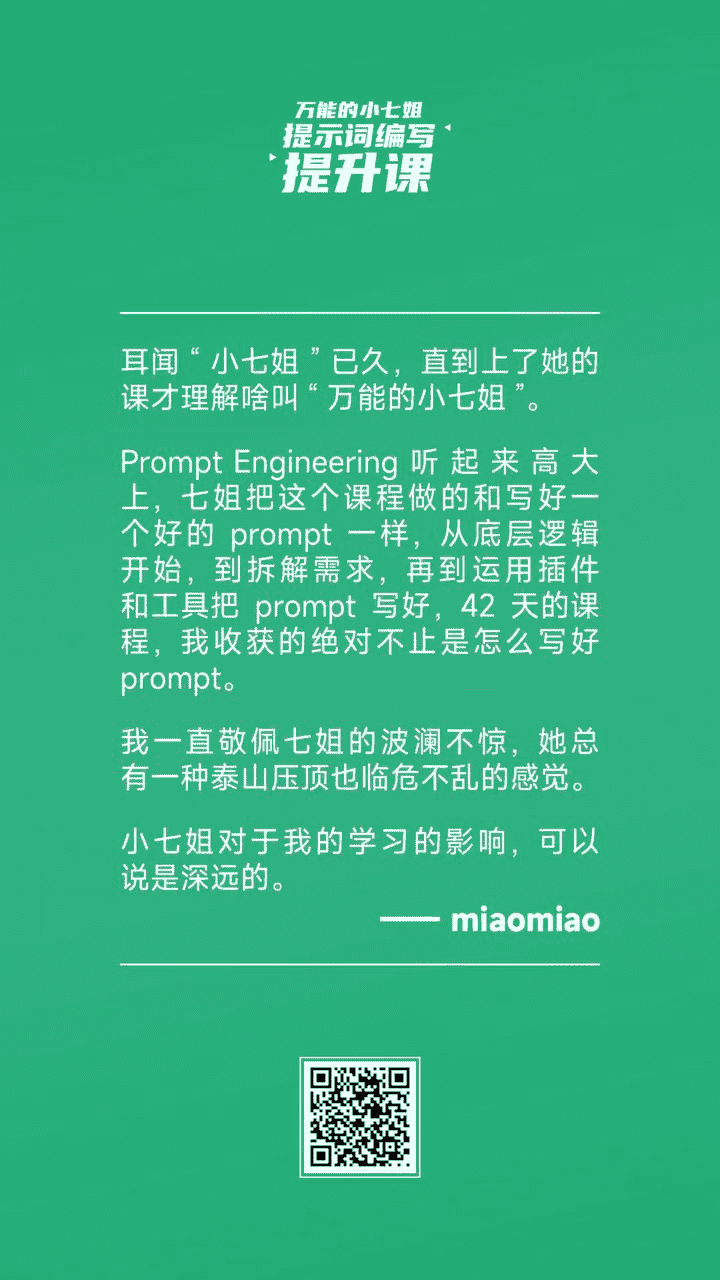 万能的小七姐
提示词编写
提升课
耳闻“小七姐”已久，直到上了她的
课才理解啥叫“万能的小七姐”。
Prompt Engineering 听起来高大
上，七姐把这个课程做的和写好一
个好的 prompt 一样，从底层逻辑
开始，到拆解需求，再到运用插件
和工具把 prompt 写好，42 天的课
程，我收获的绝对不止是怎么写好
prompt。
我一直敬佩七姐的波澜不惊，她总
有一种泰山压顶也临危不乱的感觉。
小七姐对于我的学习的影响，可以
说是深远的。
—— miaomiao